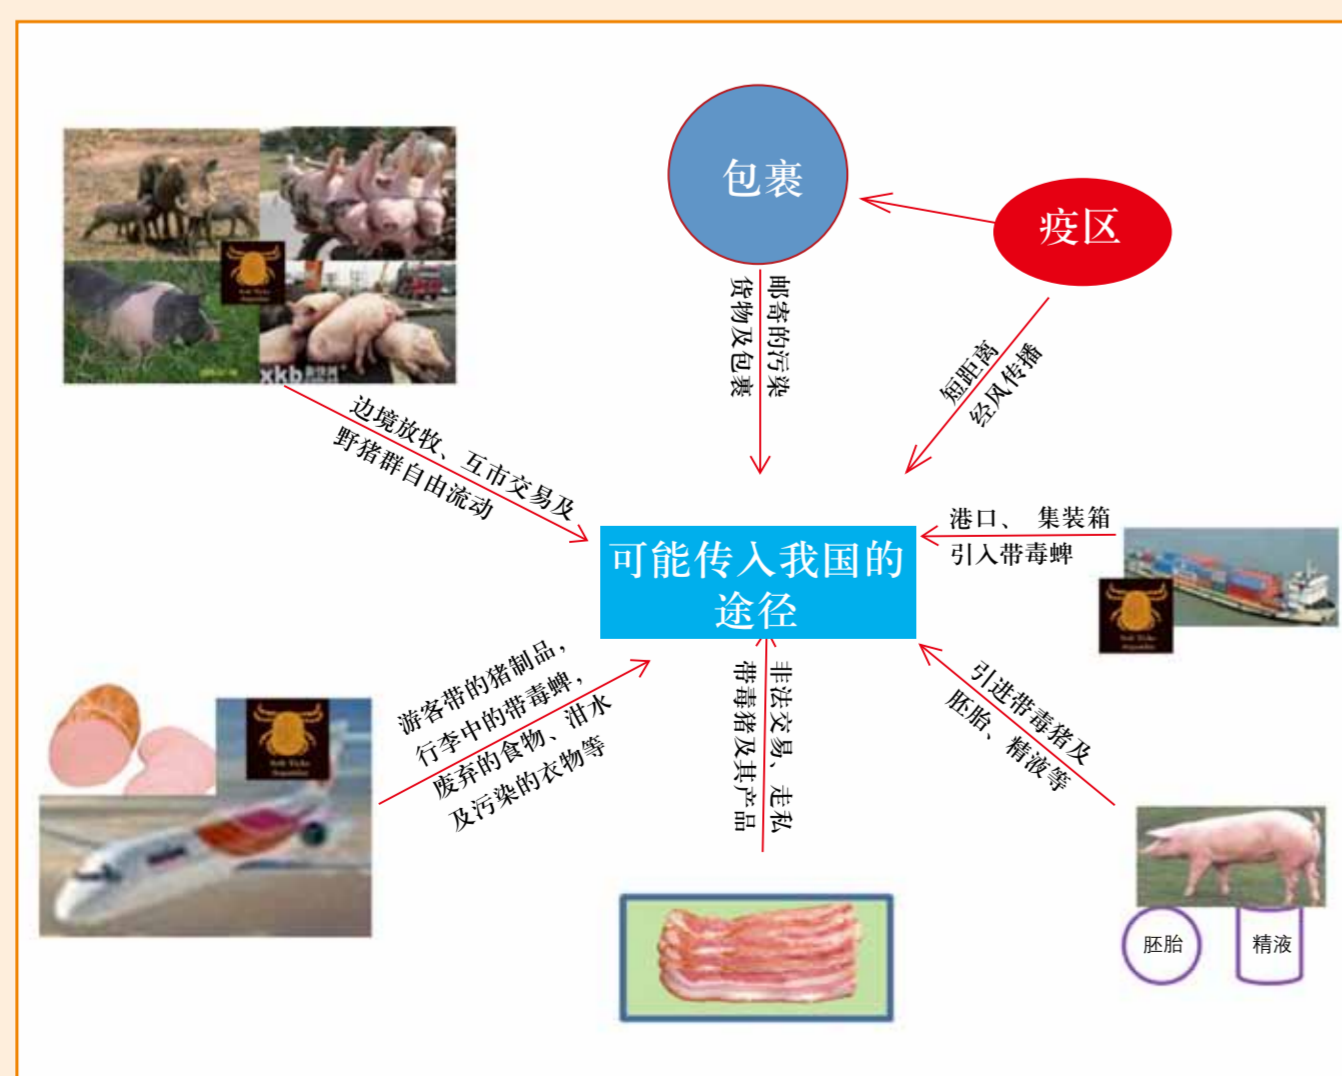 包裹
疫区
邮寄的污染
货物及包裹
短距离
经风传播
边境放牧、互市交易及
野猪群自由流动
xkb
港口、 集装箱
引入带毒蜱
可能传入我国的
途径
游客带的猪制品，
行李中的带毒蜱，
废弃的食物、泔水
及污染的衣物等
非法交易、走私
带毒猪及其产品
引进带毒猪及
胚胎、精液等
Soft Ticks
胚胎
精液